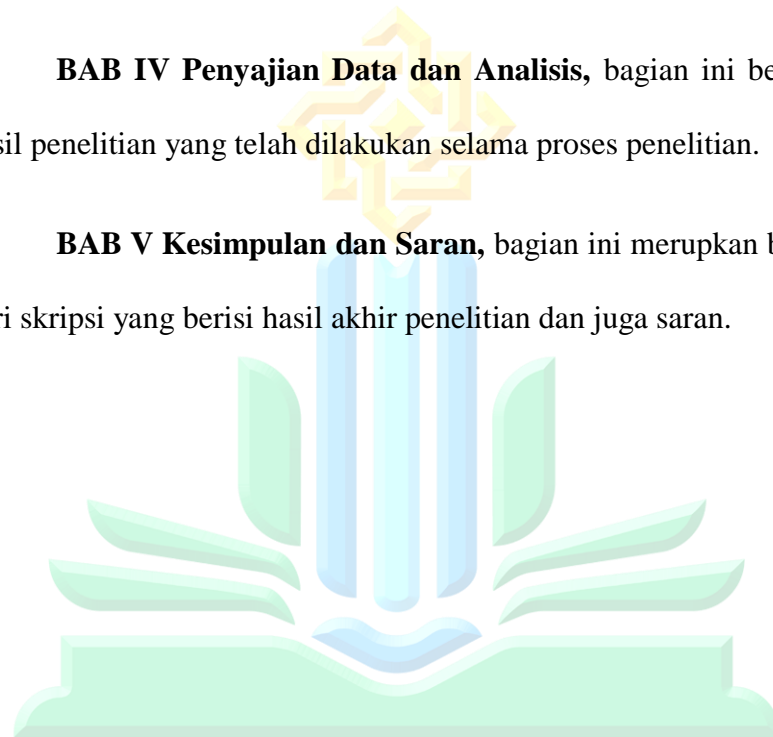 BAB IV Penyajian Data dan Analisis, bagian ini be
sil penelitian yang telah dilakukan selama proses penelitian.
BAB V Kesimpulan dan Saran, bagian ini merupkan b
ri skripsi yang berisi hasil akhir penelitian dan juga saran.